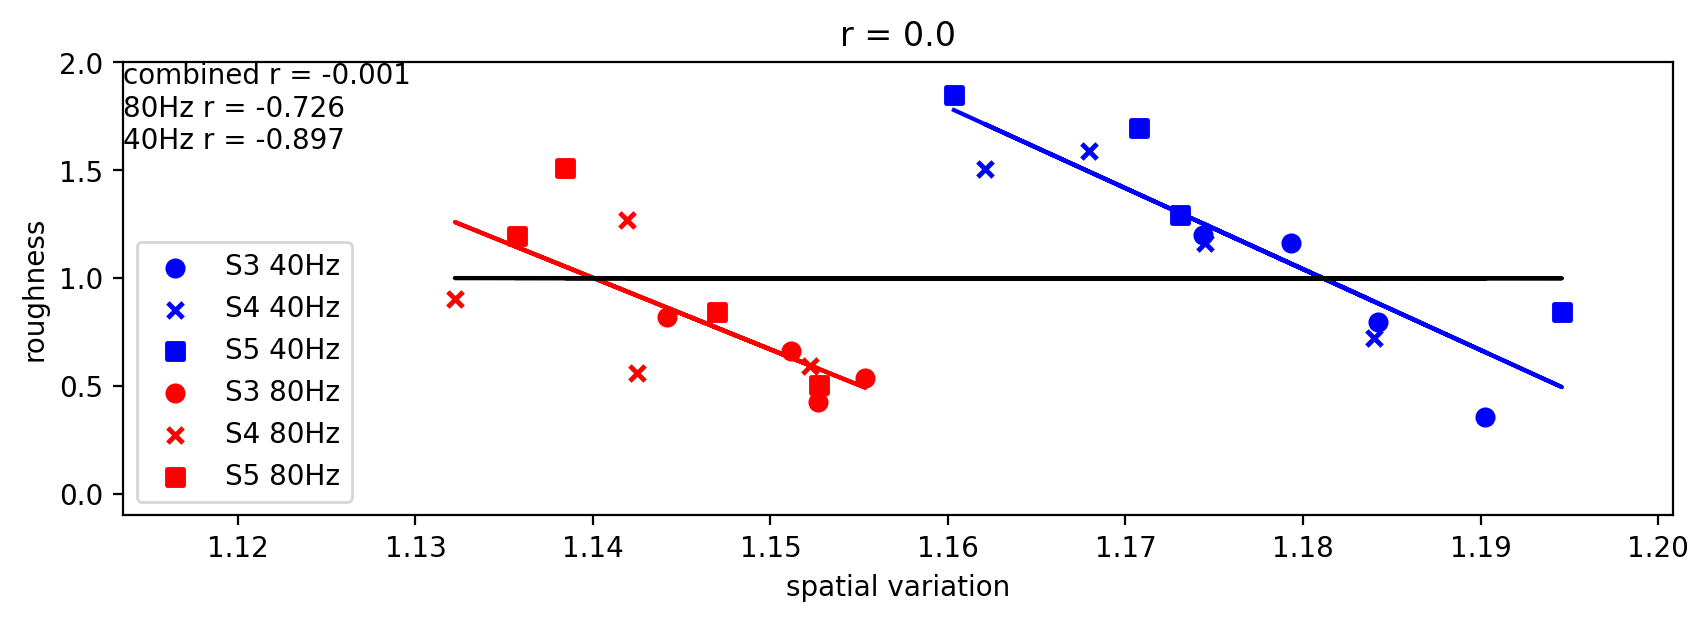 r = 0.0
combined r = -0.001
80Hz r = -0.726
40Hz r = -0.897
roughness
2.0
1.5
1.0
0.5
0.0
S3 40Hz
S4 40Hz
S5 40Hz
S3 80Hz
S4 80Hz
S5 80Hz
1.12 1.13 1.14 1.15 1.16 1.17 1.18 1.19 1.20
spatial variation